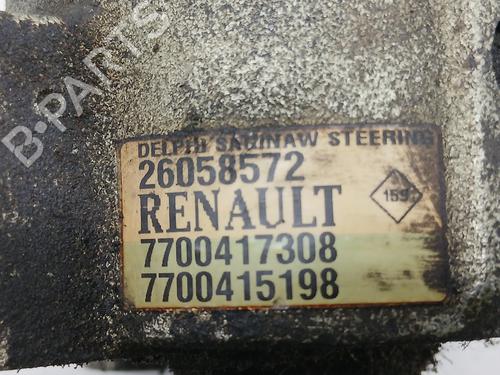 B-PARTS
DELPHI SAGINAW STEERING
26058572
RENAULT
7700417308
7700415198